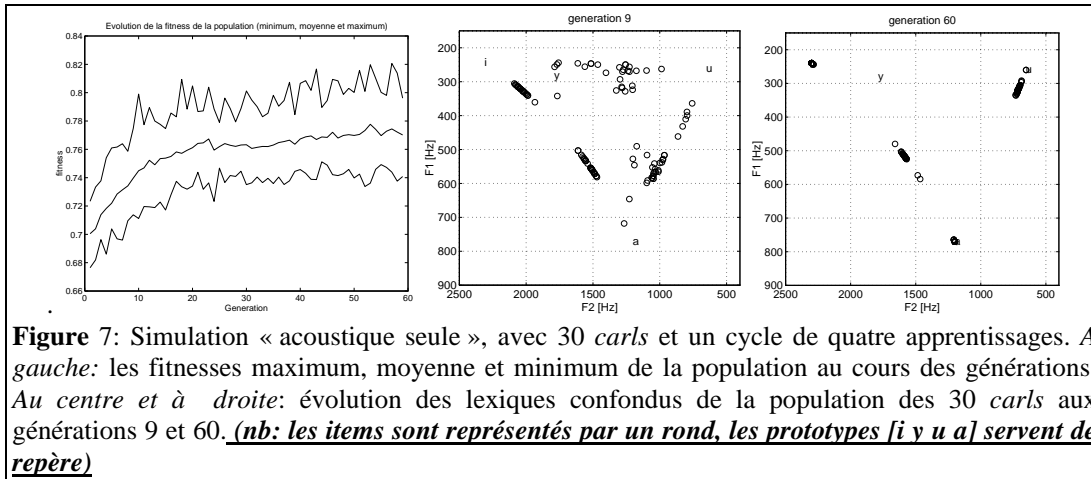 Evolution de la fitness de la population (minimum, moyenne et maximum)
0.84
0.82
0.8
0.78
0.76
0.74
0.72
0.7
0.68
0.66
fitness
0 10 20 30 40 50 60
Generation
generation 9
200
300
400
500
600
700
800
900
F1 [Hz]
i y u
a
2500 2000 1500 1000 500
F2 [Hz]
generation 60
200
300
400
500
600
700
800
900
F1 [Hz]
y u
a
2500 2000 1500 1000 500
F2 [Hz]
.
Figure 7: Simulation « acoustique seule », avec 30 carls et un cycle de quatre apprentissages. A
gauche: les fitnesses maximum, moyenne et minimum de la population au cours des générations
Au centre et à droite: évolution des lexiques confondus de la population des 30 carls aux
générations 9 et 60. (nb: les items sont représentés par un rond, les prototypes [i y u a] servent de
repère)